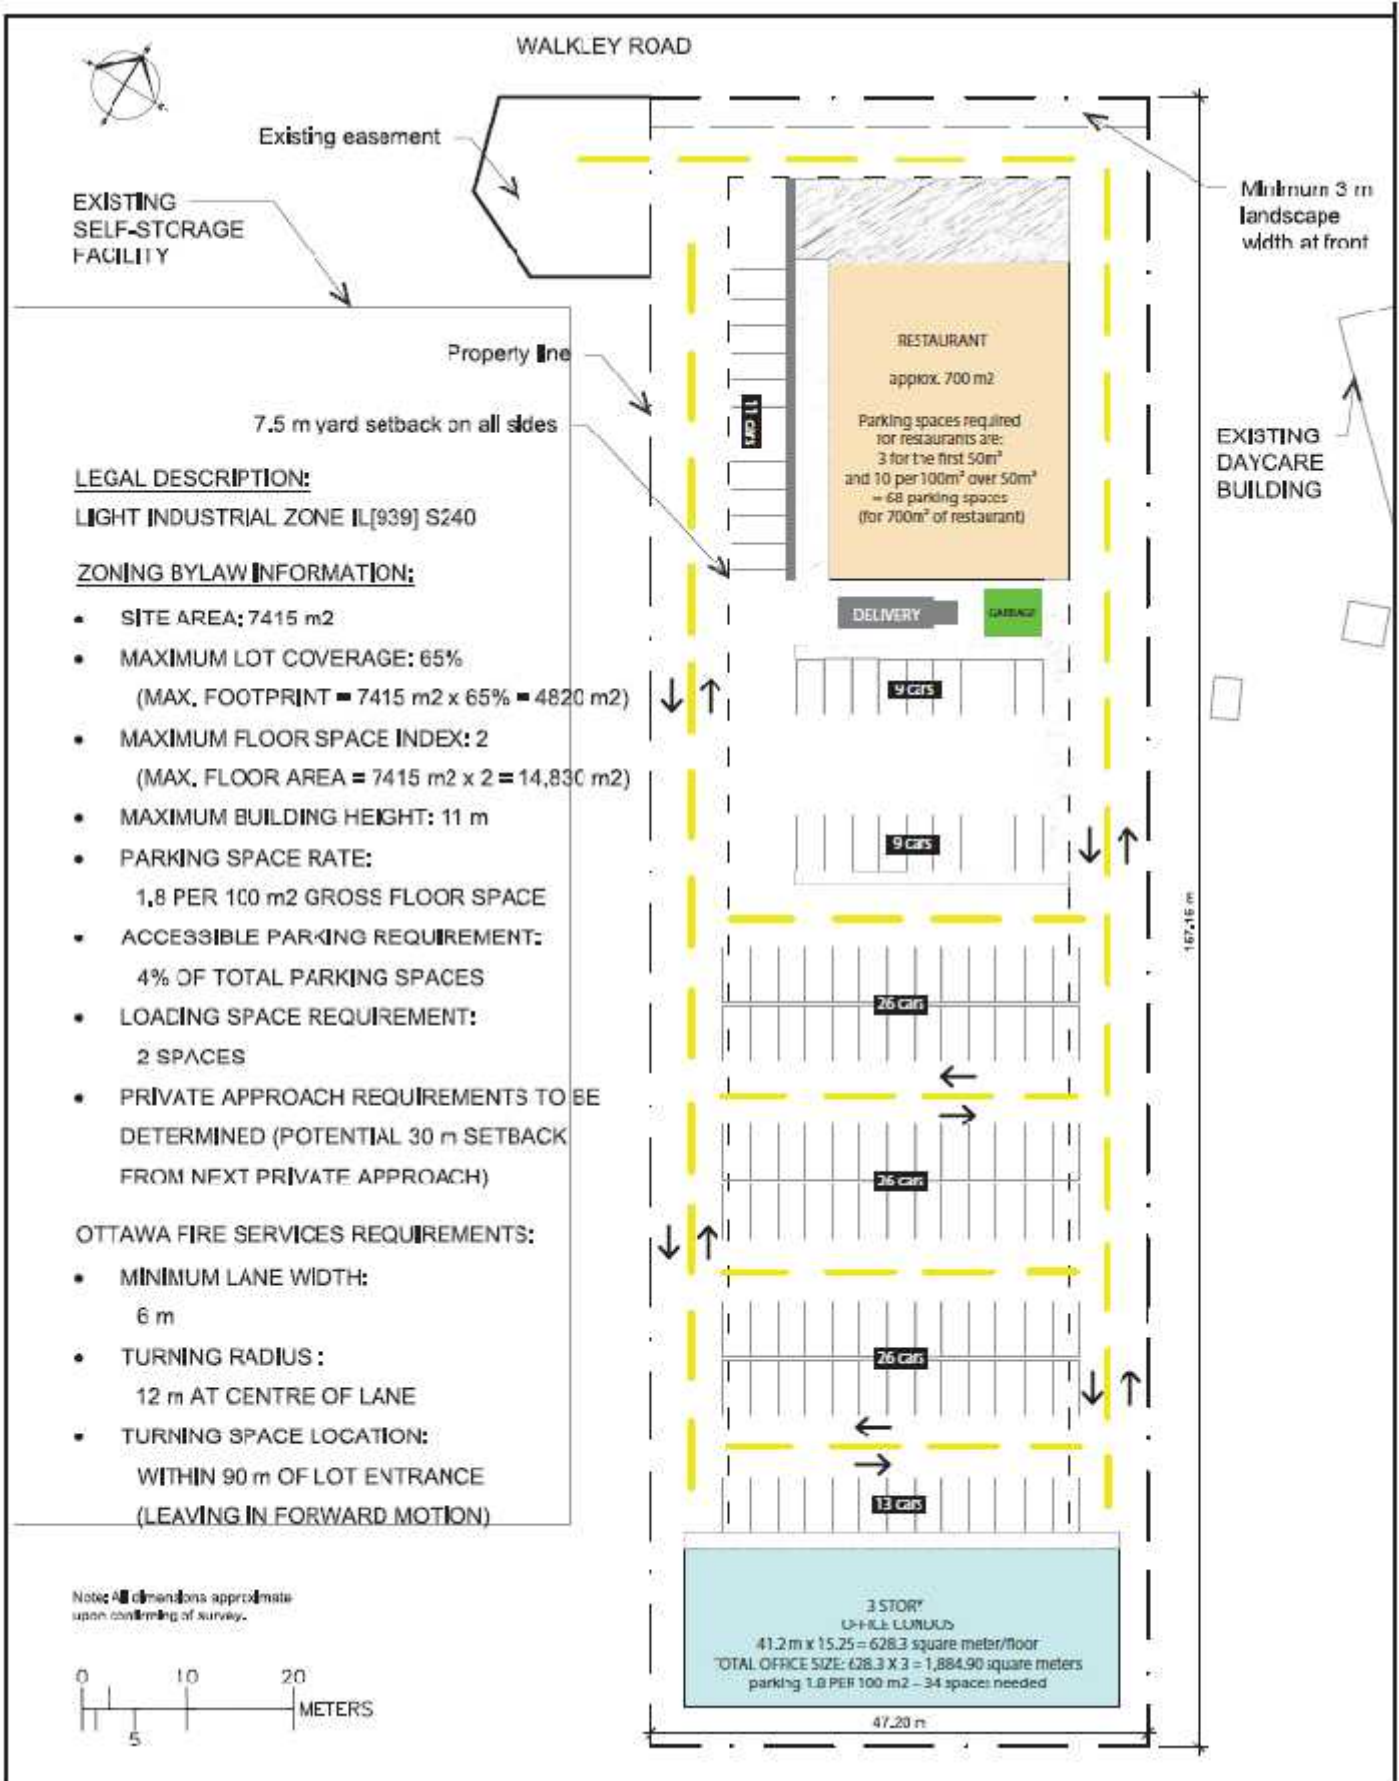 WALKLEY ROAD
Existing easement
EXISTING
SELF-STORAGE
FACILITY
Minimum 3 m
landscape
width at front
Property line
7.5 m yard setback on all sides
RESTAURANT
approx. 700 m2
Parking spaces required
for restaurants are:
3 for the first 50m²
and 10 per 100m² over 50m²
= 68 parking spaces
(for 700m² of restaurant)
11 cars
EXISTING
DAYCARE
BUILDING
LEGAL DESCRIPTION:
LIGHT INDUSTRIAL ZONE IL[939] S240
ZONING BYLAW INFORMATION:
• SITE AREA: 7415 m2
• MAXIMUM LOT COVERAGE: 65%
(MAX. FOOTPRINT = 7415 m2 x 65% = 4820 m2)
• MAXIMUM FLOOR SPACE INDEX: 2
(MAX. FLOOR AREA = 7415 m2 x 2 = 14,830 m2)
• MAXIMUM BUILDING HEIGHT: 11 m
• PARKING SPACE RATE:
1.8 PER 100 m2 GROSS FLOOR SPACE
• ACCESSIBLE PARKING REQUIREMENT:
4% OF TOTAL PARKING SPACES
• LOADING SPACE REQUIREMENT:
2 SPACES
• PRIVATE APPROACH REQUIREMENTS TO BE
DETERMINED (POTENTIAL 30 m SETBACK
FROM NEXT PRIVATE APPROACH)
OTTAWA FIRE SERVICES REQUIREMENTS:
• MINIMUM LANE WIDTH:
6 m
• TURNING RADIUS :
12 m AT CENTRE OF LANE
• TURNING SPACE LOCATION:
WITHIN 90 m OF LOT ENTRANCE
(LEAVING IN FORWARD MOTION)
DELIVERY
GARBAGE
9 cars
9 cars
157.16 m
26 cars
26 cars
26 cars
13 cars
3 STORY
OFFICE CONDOS
41.2 m x 15.25 = 628.3 square meter/floor
TOTAL OFFICE SIZE: 628.3 X 3 = 1,884.90 square meters
parking 1.8 PER 100 m2 – 34 spaces needed
47.20 m
Note: All dimensions approximate
upon confirming of survey.
0 10 20
METERS
5